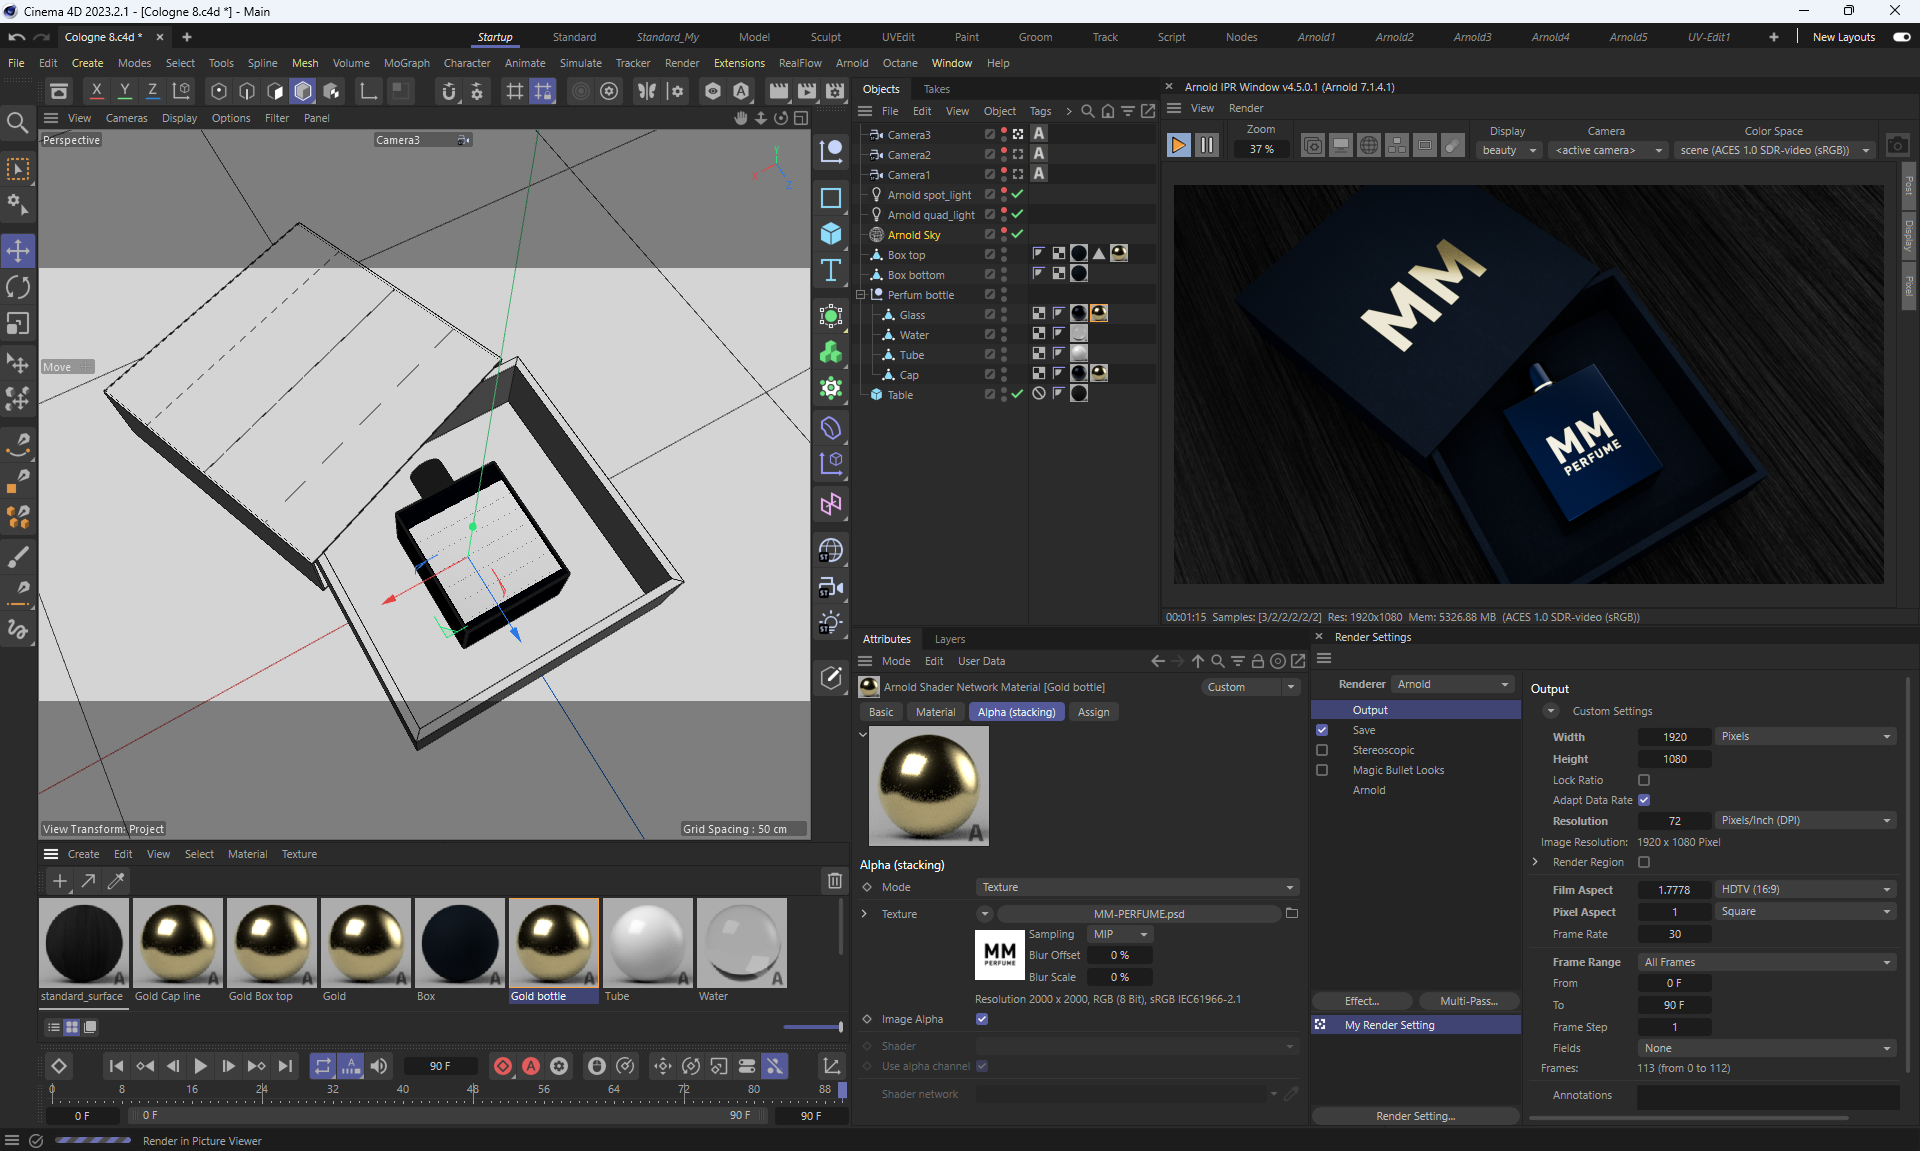 Cinema 4D 2023.2.1 - [Cologne 8.c4d *] - Main
Cologne 8.c4d *
Startup Standard Standard_My Model Sculpt UVEdit Paint Groom Track Script Nodes Arnold1 Arnold2 Arnold3 Arnold4 Arnold5 UV-Edit1 New Layouts
File Edit Create Modes Select Tools Spline Mesh Volume MoGraph Character Animate Simulate Tracker Render Extensions RealFlow Arnold Octane Window Help
X Y Z
View Cameras Display Options Filter Panel
Perspective
Camera3
Y
X
Z
Move
View Transform: Project
Grid Spacing : 50 cm
Objects Takes
File Edit View Object Tags
Camera3
Camera2
Camera1
Arnold spot_light
Arnold quad_light
Arnold Sky
Box top
Box bottom
Perfum bottle
Glass
Water
Tube
Cap
Table
Arnold IPR Window v4.5.0.1 (Arnold 7.1.4.1)
View Render
Zoom
37 %
Display
beauty
Camera
<active camera>
Color Space
scene (ACES 1.0 SDR-video (sRGB))
Post
Display
Pixel
MM
MM
PERFUME
00:01:15 Samples: [3/2/2/2/2/2] Res: 1920x1080 Mem: 5326.88 MB (ACES 1.0 SDR-video (sRGB))
Attributes Layers
Mode Edit User Data
Arnold Shader Network Material [Gold bottle]
Custom
Basic Material Alpha (stacking) Assign
Alpha (stacking)
Mode Texture
Texture MM-PERFUME.psd
MM
PERFUME
Sampling MIP
Blur Offset 0 %
Blur Scale 0 %
Resolution 2000 x 2000, RGB (8 Bit), sRGB IEC61966-2.1
Image Alpha
Shader
Use alpha channel
Shader network
Render Settings
Renderer Arnold
Output
Save
Stereoscopic
Magic Bullet Looks
Arnold
Effect... Multi-Pass...
My Render Setting
Render Setting...
Output
Custom Settings
Width 1920 Pixels
Height 1080
Lock Ratio
Adapt Data Rate
Resolution 72 Pixels/Inch (DPI)
Image Resolution: 1920 x 1080 Pixel
Render Region
Film Aspect 1.7778 HDTV (16:9)
Pixel Aspect 1 Square
Frame Rate 30
Frame Range All Frames
From 0 F
To 90 F
Frame Step 1
Fields None
Frames: 113 (from 0 to 112)
Annotations
Create Edit View Select Material Texture
standard_surface Gold Cap line Gold Box top Gold Box Gold bottle Tube Water
90 F
0 8 16 24 32 40 48 56 64 72 80 88
0 F 0 F 90 F 90 F
Render in Picture Viewer